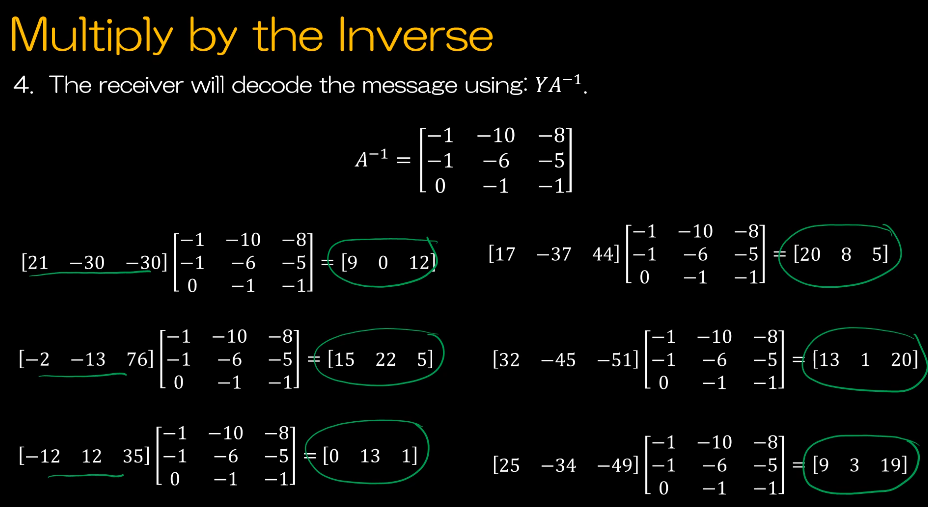 Multiply by the Inverse
4. The receiver will decode the message using: YA⁻¹.
A⁻¹ = [−1 −10 −8; −1 −6 −5; 0 −1 −1]
[21 −30 −30] [−1 −10 −8; −1 −6 −5; 0 −1 −1] = [9 0 12]
[17 −37 44] [−1 −10 −8; −1 −6 −5; 0 −1 −1] = [20 8 5]
[−2 −13 76] [−1 −10 −8; −1 −6 −5; 0 −1 −1] = [15 22 5]
[32 −45 −51] [−1 −10 −8; −1 −6 −5; 0 −1 −1] = [13 1 20]
[−12 12 35] [−1 −10 −8; −1 −6 −5; 0 −1 −1] = [0 13 1]
[25 −34 −49] [−1 −10 −8; −1 −6 −5; 0 −1 −1] = [9 3 19]